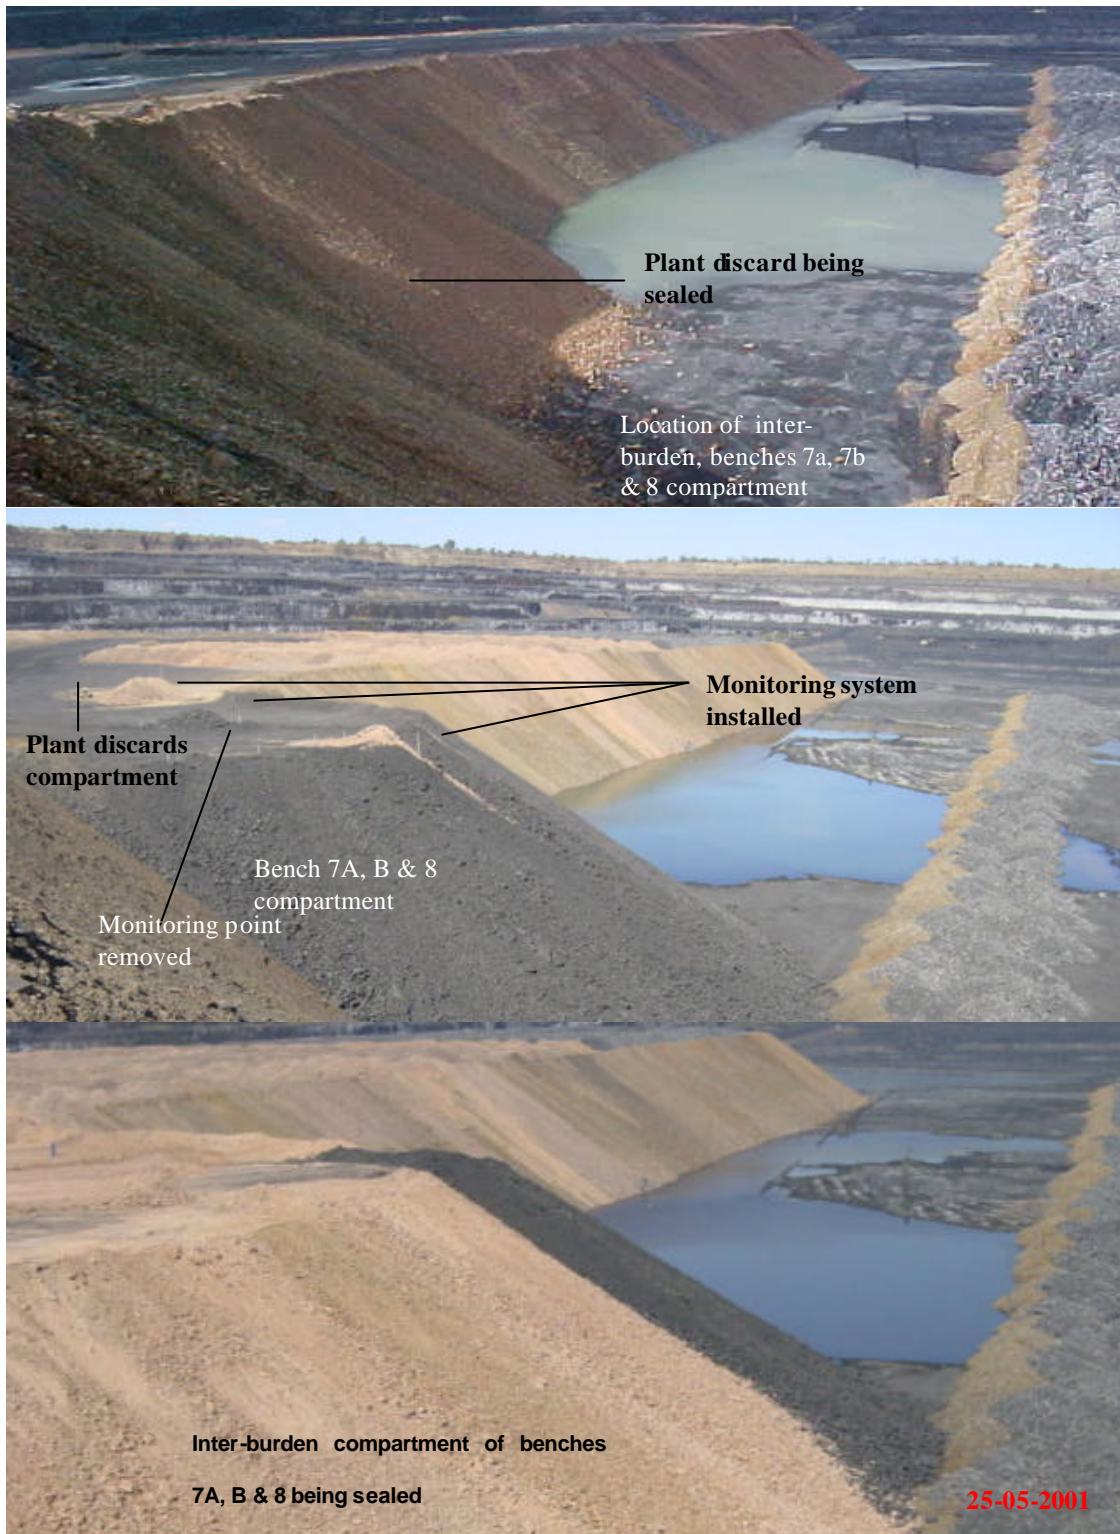 Plant discard being
sealed
Location of inter-
burden, benches 7a, 7b
& 8 compartment
Monitoring system
installed
Plant discards
compartment
Bench 7A, B & 8
compartment
Monitoring point
removed
Inter-burden compartment of benches
7A, B & 8 being sealed
25-05-2001